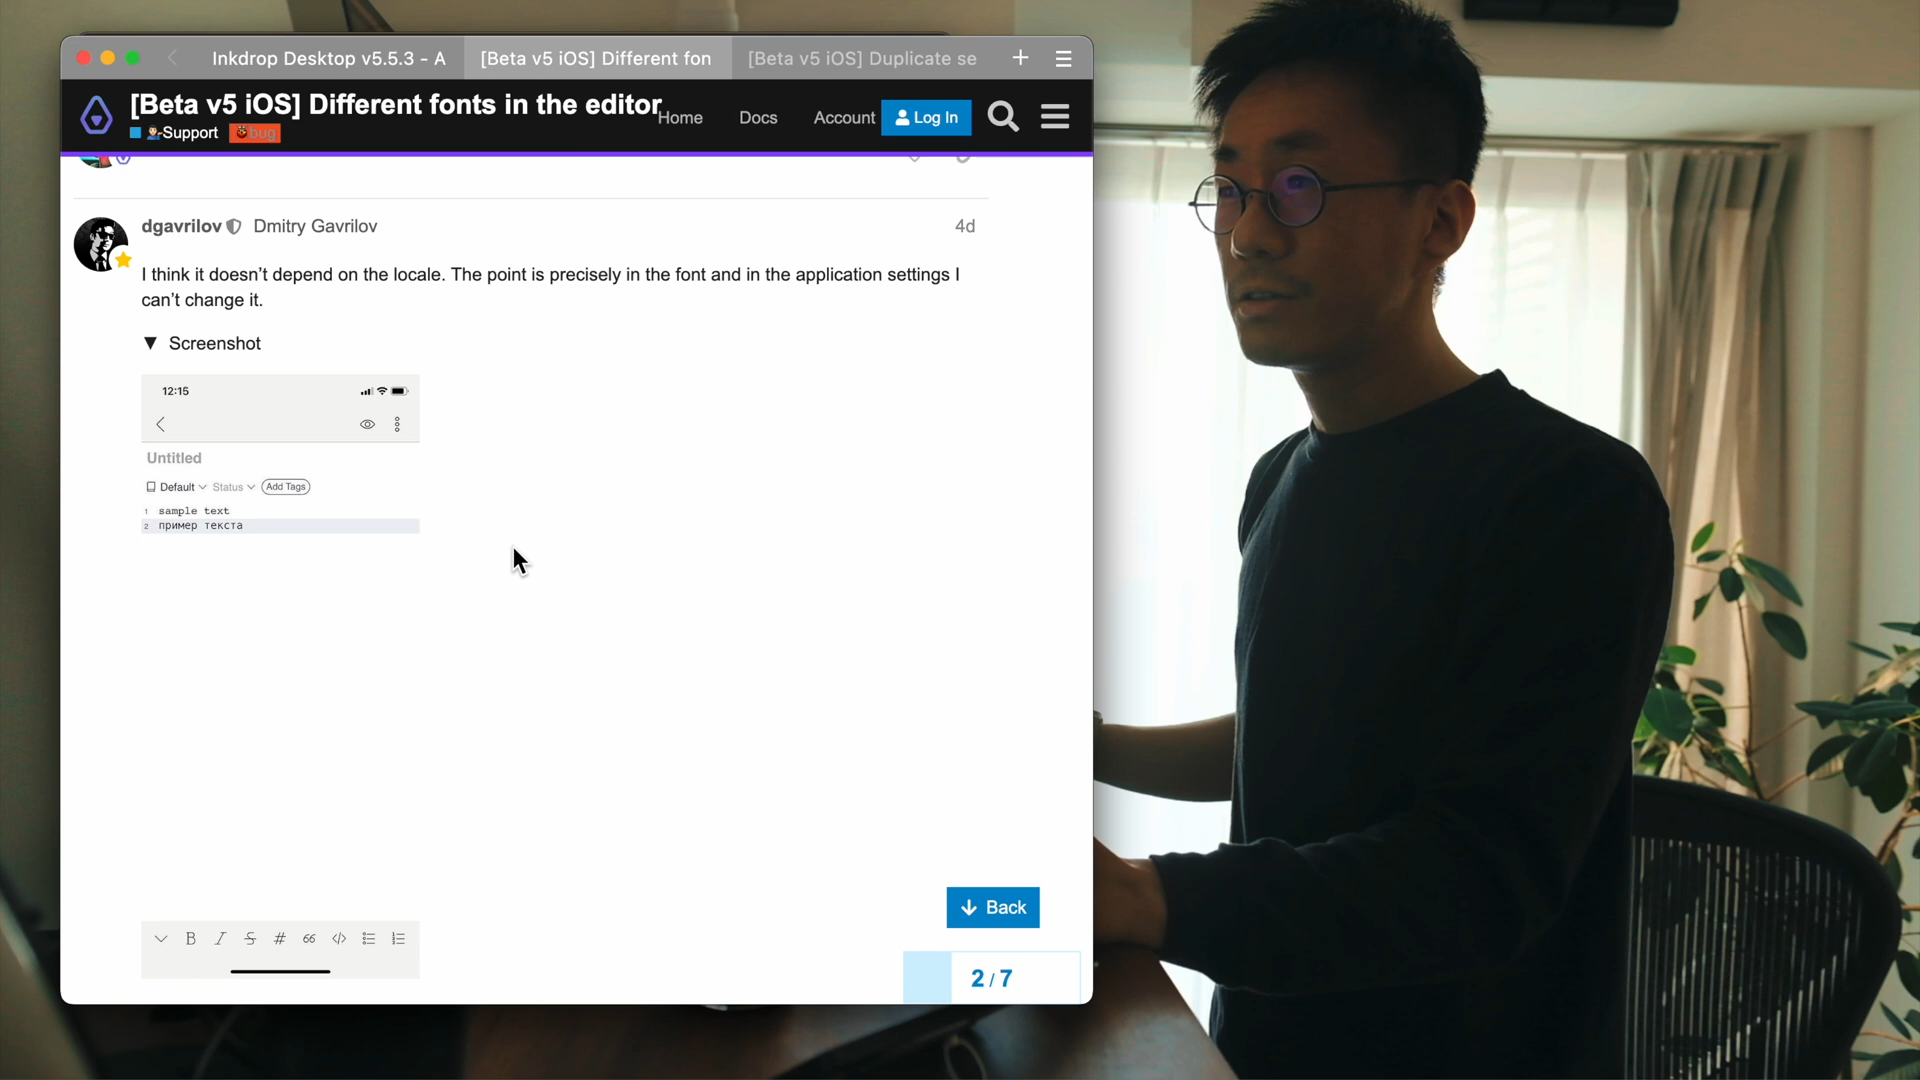 Inkdrop Desktop v5.5.3 - A
[Beta v5 iOS] Different fon
[Beta v5 iOS] Duplicate se
[Beta v5 iOS] Different fonts in the editor
Support
bug
Home
Docs
Account
Log In
dgavrilov Dmitry Gavrilov
4d
I think it doesn't depend on the locale. The point is precisely in the font and in the application settings I
can't change it.
▼ Screenshot
12:15
Untitled
Default Status Add Tags
1 sample text
2 пример текста
Back
B I S # 66 </>
2 / 7